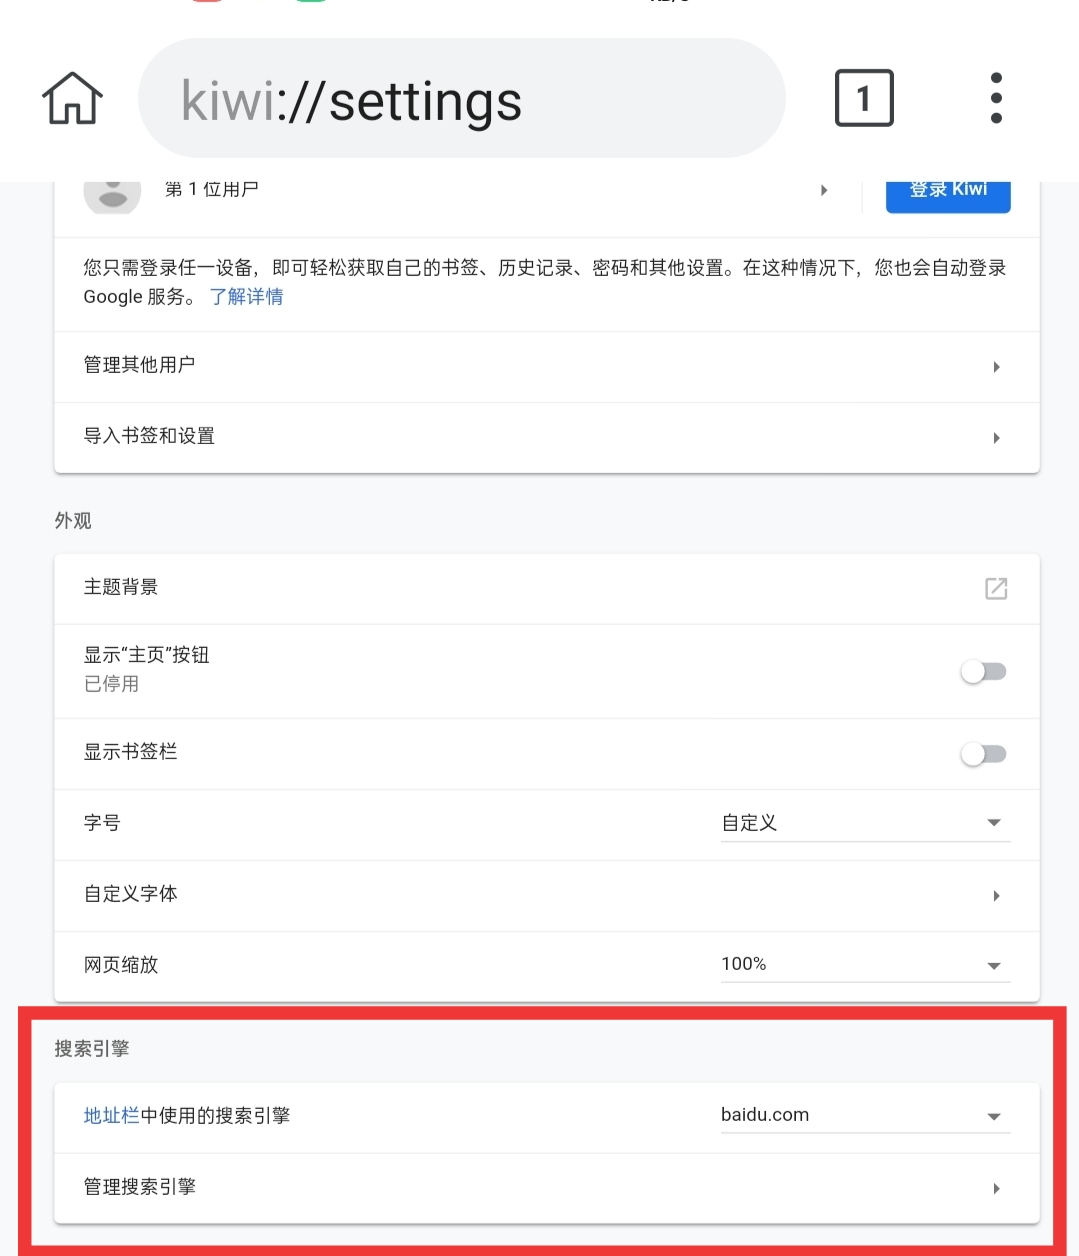 kiwi://settings
1
第 1 位用户
登录 Kiwi
您只需登录任一设备，即可轻松获取自己的书签、历史记录、密码和其他设置。在这种情况下，您也会自动登录
Google 服务。 了解详情
管理其他用户
导入书签和设置
外观
主题背景
显示“主页”按钮
已停用
显示书签栏
字号
自定义
自定义字体
网页缩放
100%
搜索引擎
地址栏中使用的搜索引擎
baidu.com
管理搜索引擎